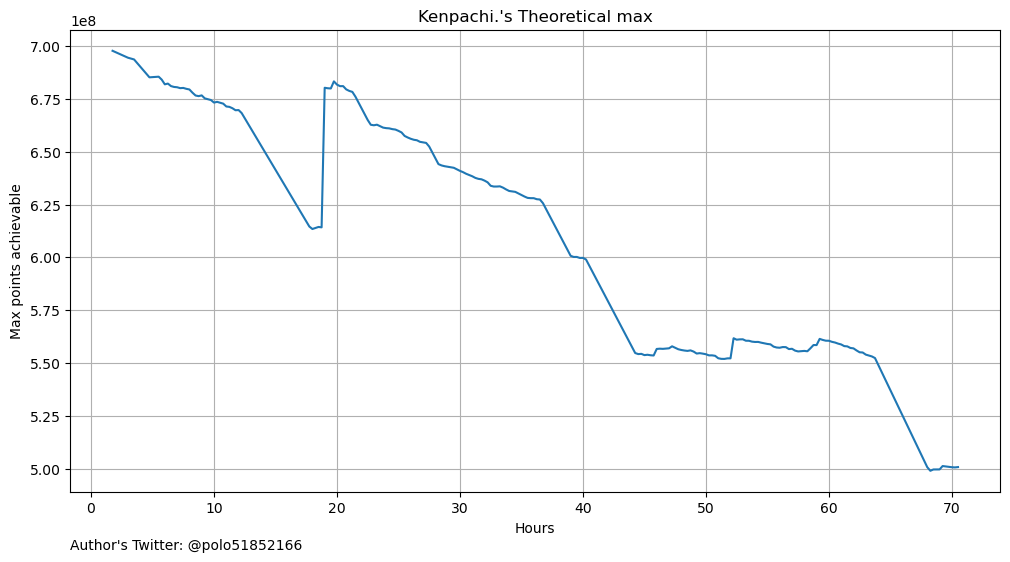 Kenpachi.'s Theoretical max
1e8
7.00
6.75
6.50
6.25
6.00
5.75
5.50
5.25
5.00
Max points achievable
0 10 20 30 40 50 60 70
Hours
Author's Twitter: @polo51852166